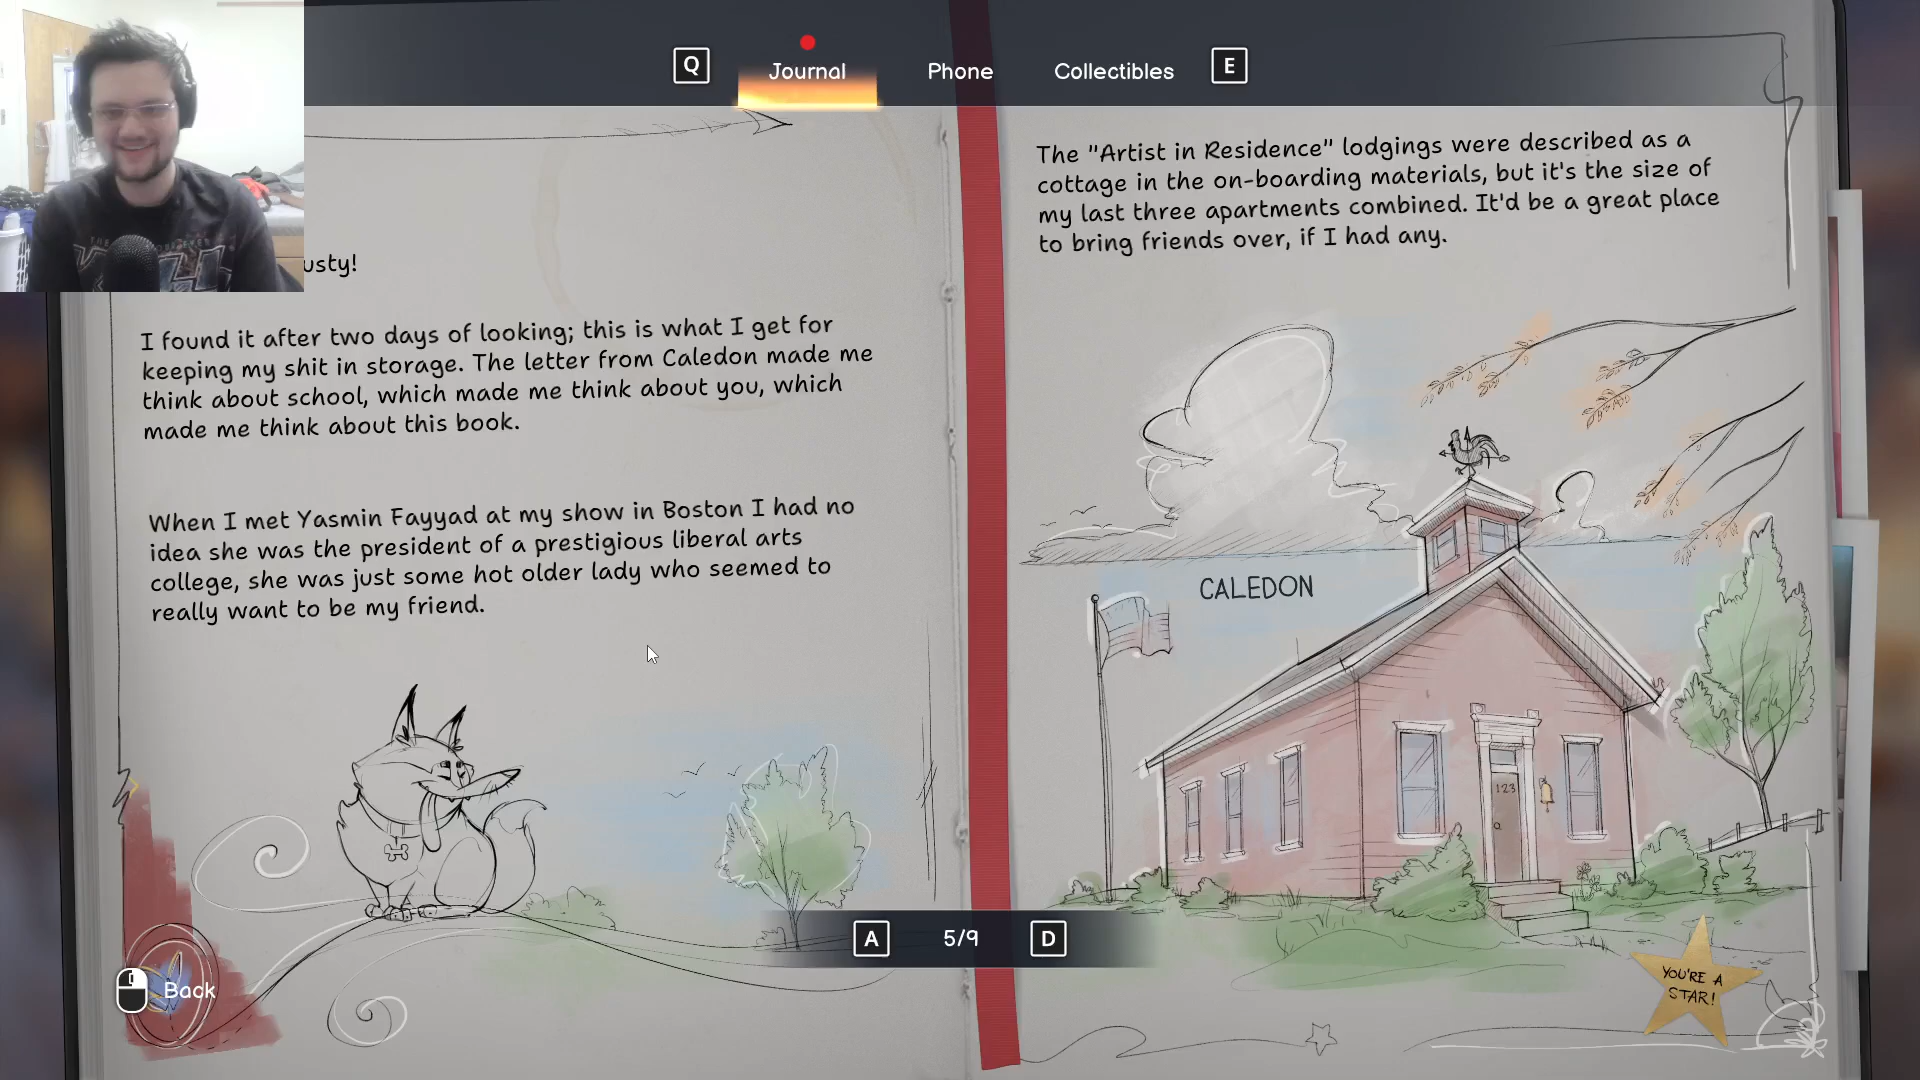 Q
Journal
Phone
Collectibles
E
usty!
I found it after two days of looking; this is what I get for
keeping my shit in storage. The letter from Caledon made me
think about school, which made me think about you, which
made me think about this book.
When I met Yasmin Fayyad at my show in Boston I had no
idea she was the president of a prestigious liberal arts
college, she was just some hot older lady who seemed to
really want to be my friend.
The "Artist in Residence" lodgings were described as a
cottage in the on-boarding materials, but it's the size of
my last three apartments combined. It'd be a great place
to bring friends over, if I had any.
CALEDON
123
YOU'RE A
STAR!
A
5/9
D
Back